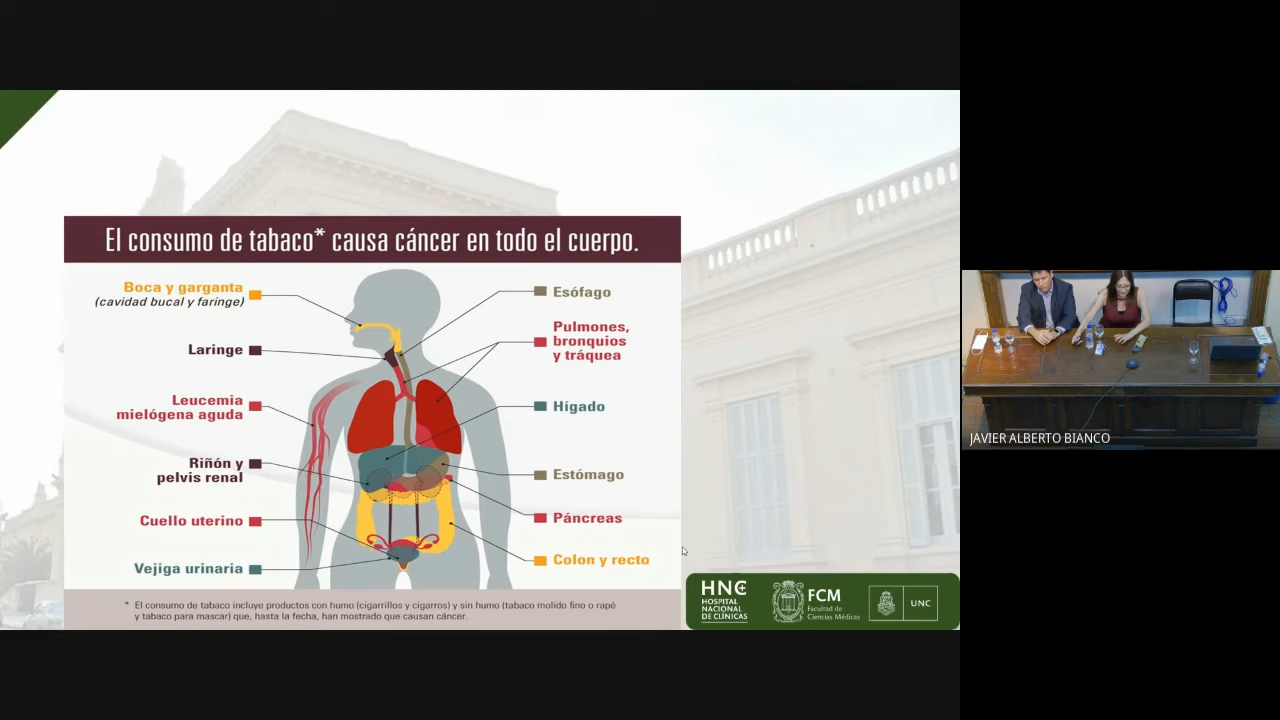 El consumo de tabaco* causa cáncer en todo el cuerpo.
Boca y garganta
(cavidad bucal y faringe)
Laringe
Leucemia
mielógena aguda
Riñón y
pelvis renal
Cuello uterino
Vejiga urinaria
Esófago
Pulmones,
bronquios
y tráquea
Hígado
Estómago
Páncreas
Colon y recto
* El consumo de tabaco incluye productos con humo (cigarrillos y cigarros) y sin humo (tabaco molido fino o rapé
y tabaco para mascar) que, hasta la fecha, han mostrado que causan cáncer.
HNC
HOSPITAL
NACIONAL
DE CLÍNICAS
FCM
Facultad de
Ciencias Médicas
UNC
JAVIER ALBERTO BIANCO